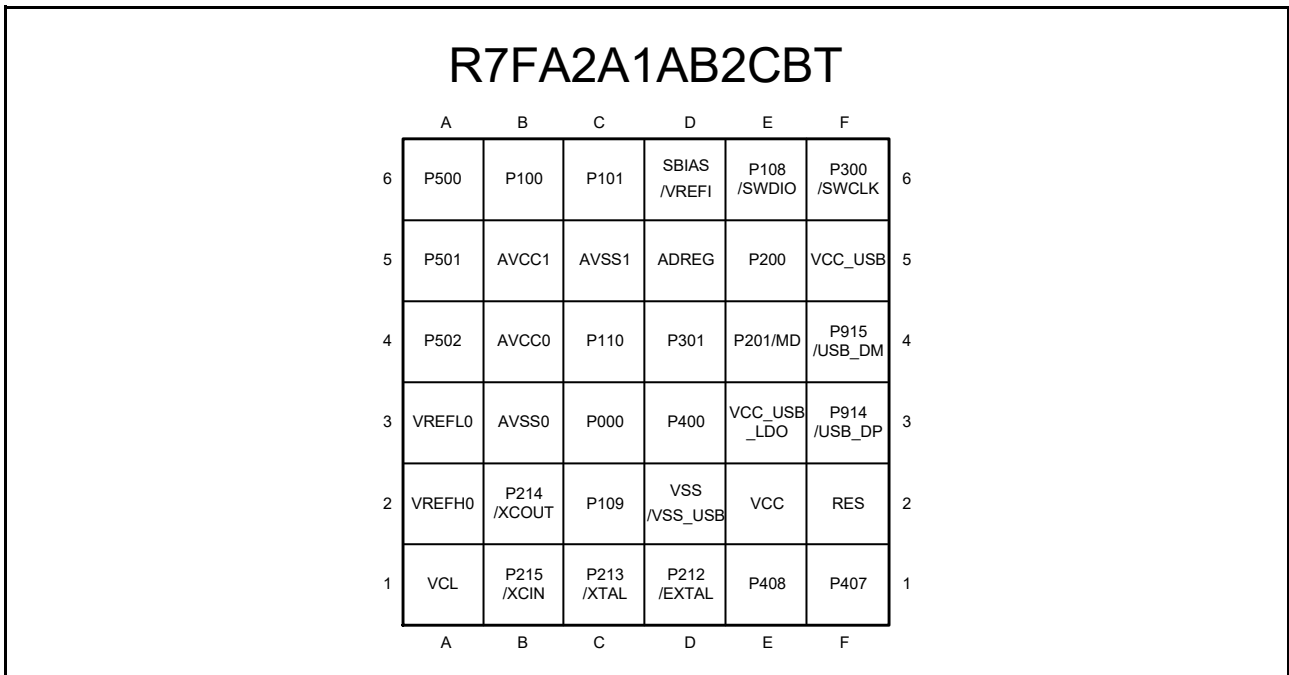 R7FA2A1AB2CBT
A B C D E F
6 P500 P100 P101 SBIAS /VREFI P108 /SWDIO P300 /SWCLK 6
5 P501 AVCC1 AVSS1 ADREG P200 VCC_USB 5
4 P502 AVCC0 P110 P301 P201/MD P915 /USB_DM 4
3 VREFL0 AVSS0 P000 P400 VCC_USB _LDO P914 /USB_DP 3
2 VREFH0 P214 /XCOUT P109 VSS /VSS_USB VCC RES 2
1 VCL P215 /XCIN P213 /XTAL P212 /EXTAL P408 P407 1
A B C D E F